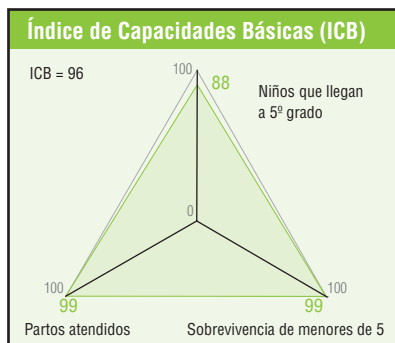 Índice de Capacidades Básicas (ICB)
ICB = 96
100
88
Niños que llegan
a 5º grado
0
100
100
99
99
Partos atendidos
Sobrevivencia de menores de 5